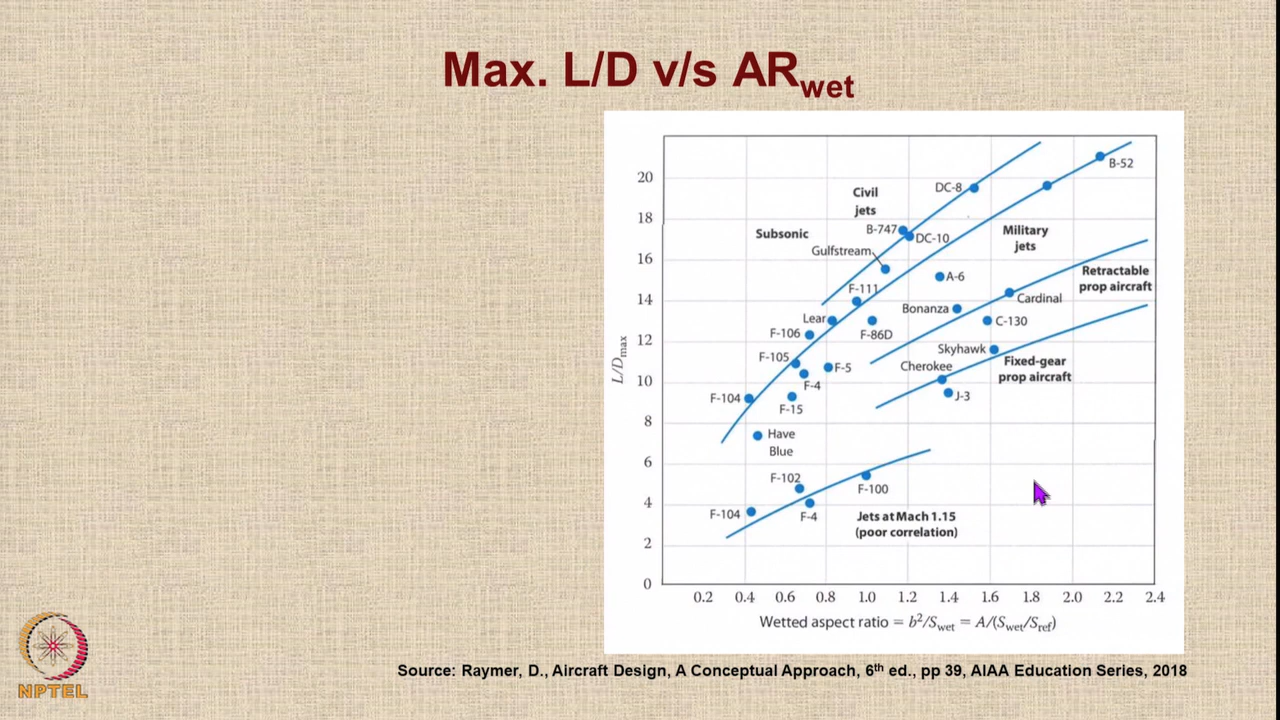 Max. L/D v/s ARwet
20
18
16
14
12
10
8
6
4
2
0
L/Dmax
Civil
jets
Subsonic
DC-8
B-52
B-747
DC-10
Military
jets
Gulfstream
A-6
Retractable
prop aircraft
F-111
Cardinal
Bonanza
Lear
C-130
F-106
F-86D
Skyhawk
F-105
Cherokee
Fixed-gear
prop aircraft
F-5
F-4
F-104
J-3
F-15
Have
Blue
F-102
F-100
F-104
F-4
Jets at Mach 1.15
(poor correlation)
0.2 0.4 0.6 0.8 1.0 1.2 1.4 1.6 1.8 2.0 2.2 2.4
Wetted aspect ratio = b²/Swet = A/(Swet/Sref)
Source: Raymer, D., Aircraft Design, A Conceptual Approach, 6th ed., pp 39, AIAA Education Series, 2018
NPTEL